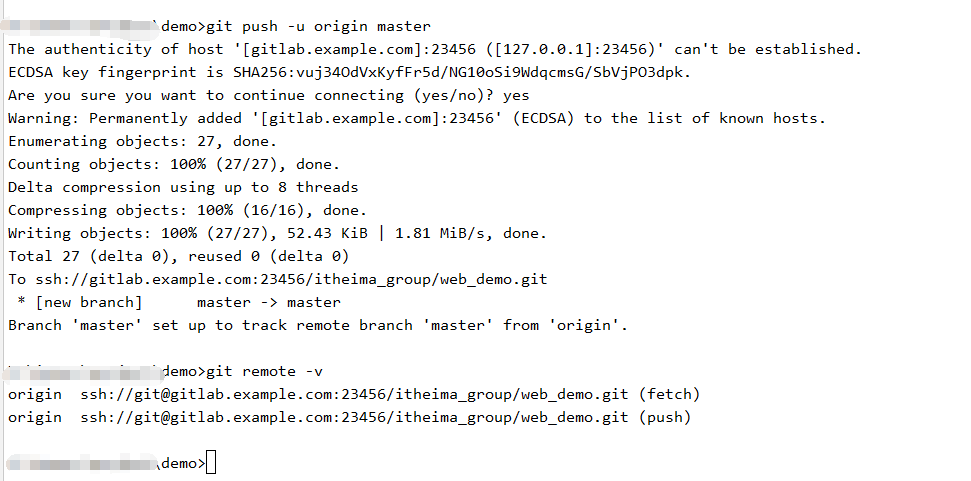 \demo>git push -u origin master
The authenticity of host '[gitlab.example.com]:23456 ([127.0.0.1]:23456)' can't be established.
ECDSA key fingerprint is SHA256:vuj34OdVxKyfFr5d/NG10oSi9WdqcmsG/SbVjPO3dpk.
Are you sure you want to continue connecting (yes/no)? yes
Warning: Permanently added '[gitlab.example.com]:23456' (ECDSA) to the list of known hosts.
Enumerating objects: 27, done.
Counting objects: 100% (27/27), done.
Delta compression using up to 8 threads
Compressing objects: 100% (16/16), done.
Writing objects: 100% (27/27), 52.43 KiB | 1.81 MiB/s, done.
Total 27 (delta 0), reused 0 (delta 0)
To ssh://gitlab.example.com:23456/itheima_group/web_demo.git
 * [new branch]      master -> master
Branch 'master' set up to track remote branch 'master' from 'origin'.
demo>git remote -v
origin  ssh://git@gitlab.example.com:23456/itheima_group/web_demo.git (fetch)
origin  ssh://git@gitlab.example.com:23456/itheima_group/web_demo.git (push)
\demo>